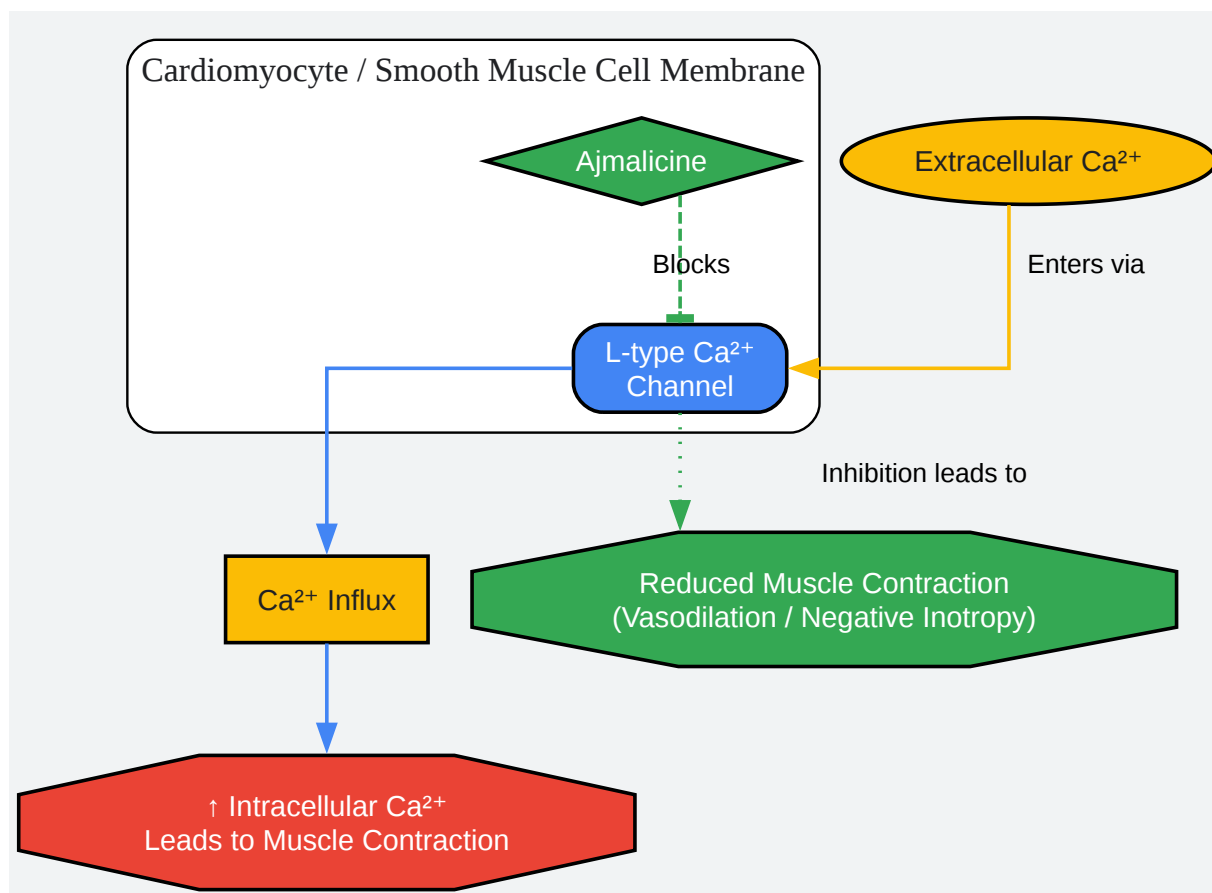 Cardiomyocyte / Smooth Muscle Cell Membrane
Ajmalicine
Extracellular Ca²⁺
Blocks
Enters via
L-type Ca²⁺
Channel
Inhibition leads to
Ca²⁺ Influx
Reduced Muscle Contraction
(Vasodilation / Negative Inotropy)
↑ Intracellular Ca²⁺
Leads to Muscle Contraction